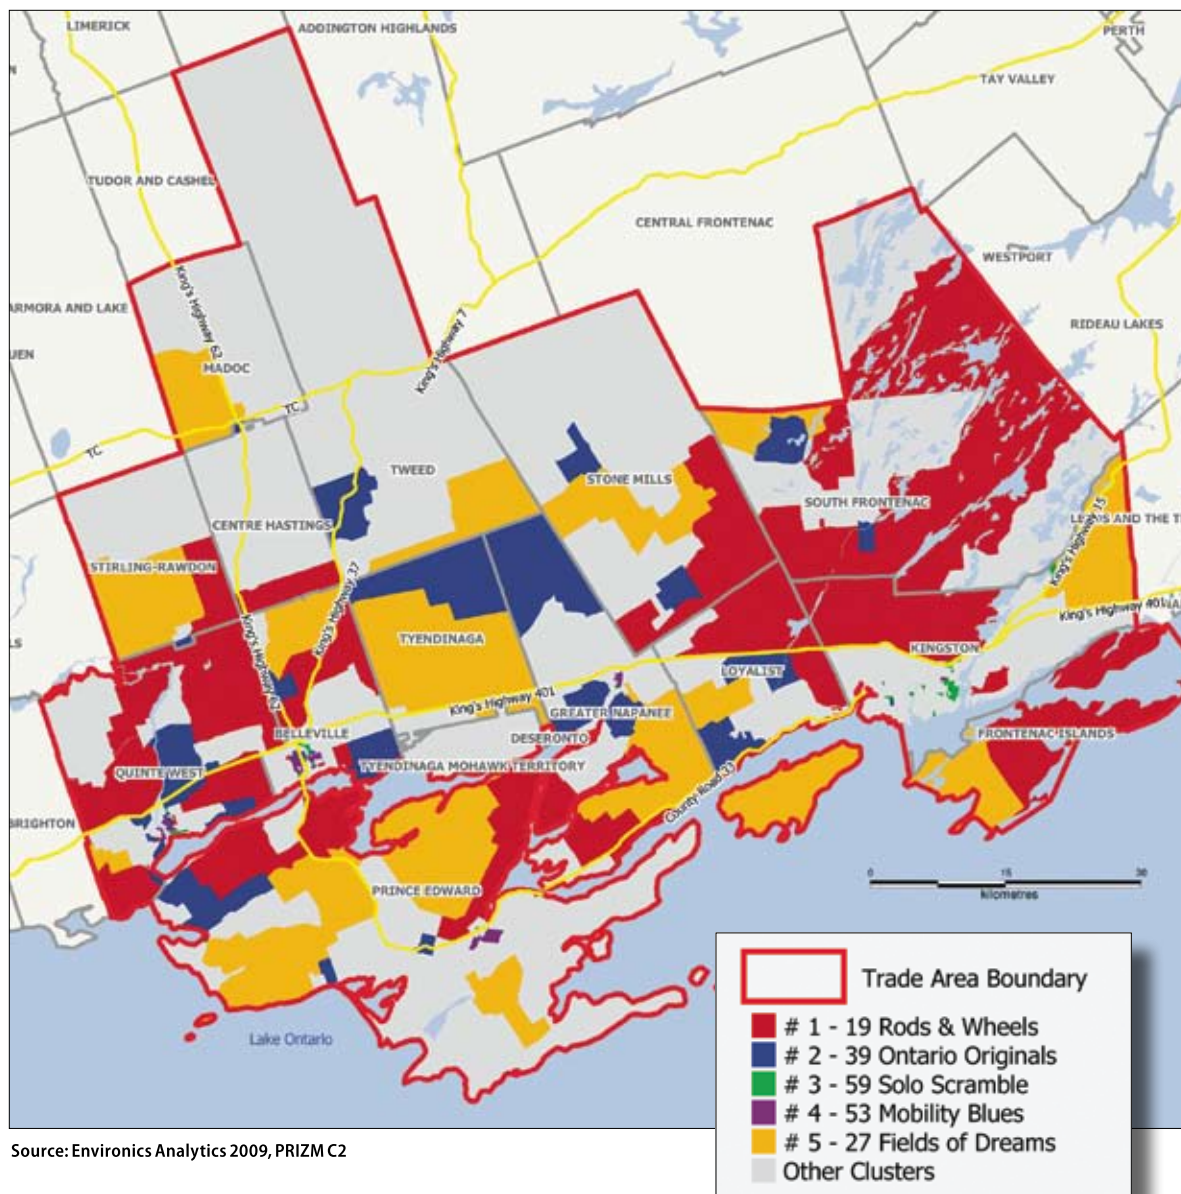 LIMERICK
ADDINGTON HIGHLANDS
PERTH
N
TAY VALLEY
TUDOR AND CASHEL
CENTRAL FRONTENAC
WESTPORT
King's Highway 62
ARMORA AND LAKE
RIDEAU LAKES
King's Highway 7
UEN
MADOC
TC
TC
TWEED
STONE MILLS
SOUTH FRONTENAC
CENTRE HASTINGS
King's Highway 15
STIRLING-RAWDON
King's Highway 37
King's Highway 401
King's Highway 62
TYENDINAGA
LS
KINGSTON
LOYALIST
King's Highway 401
GREATER NAPANEE
BELLEVILLE
DESERONTO
FRONTENAC ISLANDS
TYENDINAGA MOHAWK TERRITORY
QUINTE WEST
County Road 33
BRIGHTON
PRINCE EDWARD
0 15 30
kilometres
Lake Ontario
Trade Area Boundary
# 1 - 19 Rods & Wheels
# 2 - 39 Ontario Originals
# 3 - 59 Solo Scramble
# 4 - 53 Mobility Blues
# 5 - 27 Fields of Dreams
Other Clusters
Source: Environics Analytics 2009, PRIZM C2